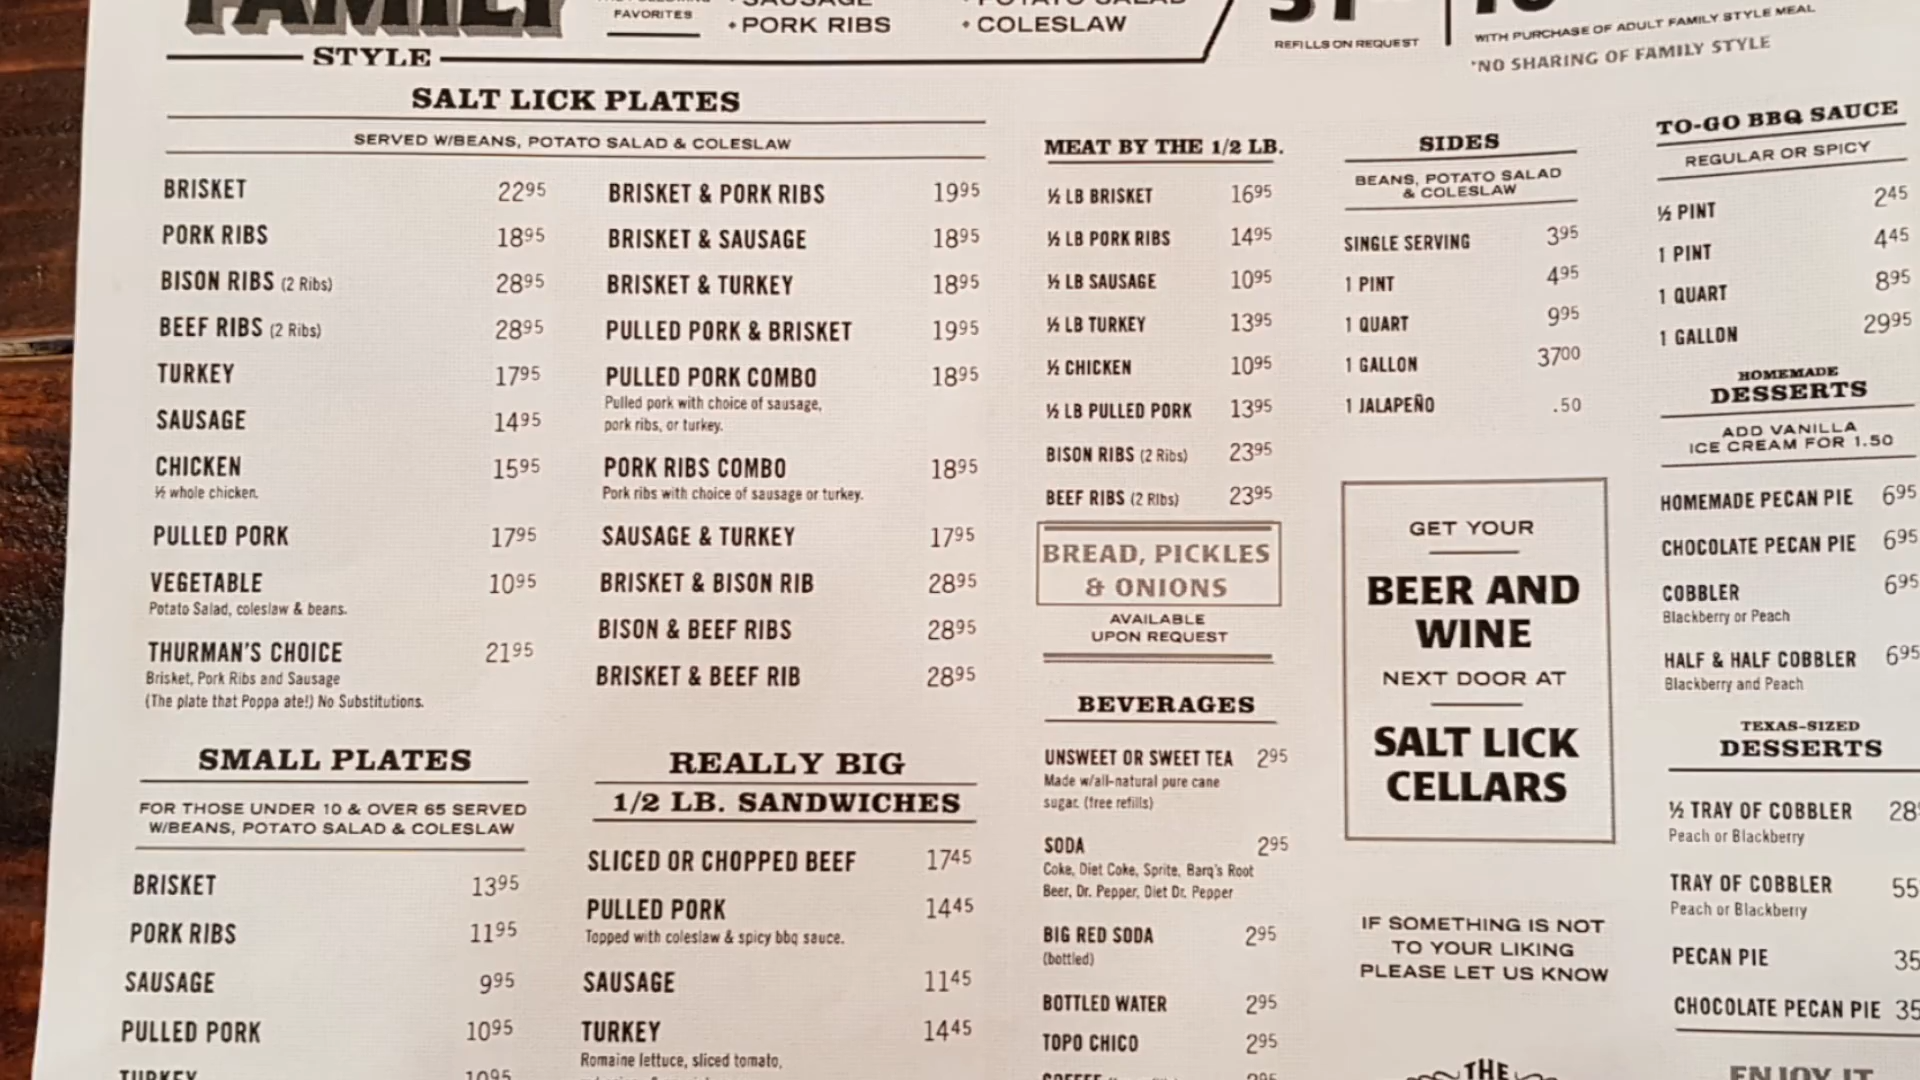 FAMILY
STYLE
FAVORITES
• SAUSAGE
• PORK RIBS
• POTATO SALAD
• COLESLAW
REFILLS ON REQUEST
WITH PURCHASE OF ADULT FAMILY STYLE MEAL
*NO SHARING OF FAMILY STYLE
SALT LICK PLATES
SERVED W/BEANS, POTATO SALAD & COLESLAW
BRISKET 2295
PORK RIBS 1895
BISON RIBS (2 Ribs) 2895
BEEF RIBS (2 Ribs) 2895
TURKEY 1795
SAUSAGE 1495
CHICKEN 1595
½ whole chicken.
PULLED PORK 1795
VEGETABLE 1095
Potato Salad, coleslaw & beans.
THURMAN'S CHOICE 2195
Brisket, Pork Ribs and Sausage
(The plate that Poppa ate!) No Substitutions.
BRISKET & PORK RIBS 1995
BRISKET & SAUSAGE 1895
BRISKET & TURKEY 1895
PULLED PORK & BRISKET 1995
PULLED PORK COMBO 1895
Pulled pork with choice of sausage,
pork ribs, or turkey.
PORK RIBS COMBO 1895
Pork ribs with choice of sausage or turkey.
SAUSAGE & TURKEY 1795
BRISKET & BISON RIB 2895
BISON & BEEF RIBS 2895
BRISKET & BEEF RIB 2895
SMALL PLATES
FOR THOSE UNDER 10 & OVER 65 SERVED
W/BEANS, POTATO SALAD & COLESLAW
BRISKET 1395
PORK RIBS 1195
SAUSAGE 995
PULLED PORK 1095
TURKEY 1095
REALLY BIG
1/2 LB. SANDWICHES
SLICED OR CHOPPED BEEF 1745
PULLED PORK 1445
Topped with coleslaw & spicy bbq sauce.
SAUSAGE 1145
TURKEY 1445
Romaine lettuce, sliced tomato,
MEAT BY THE 1/2 LB.
½ LB BRISKET 1695
½ LB PORK RIBS 1495
½ LB SAUSAGE 1095
½ LB TURKEY 1395
½ CHICKEN 1095
½ LB PULLED PORK 1395
BISON RIBS (2 Ribs) 2395
BEEF RIBS (2 RIbs) 2395
BREAD, PICKLES
& ONIONS
AVAILABLE
UPON REQUEST
BEVERAGES
UNSWEET OR SWEET TEA 295
Made w/all-natural pure cane
sugar. (free refills)
SODA 295
Coke, Diet Coke, Sprite, Barq's Root
Beer, Dr. Pepper, Diet Dr. Pepper
BIG RED SODA 295
(bottled)
BOTTLED WATER 295
TOPO CHICO 295
COFFEE
SIDES
BEANS, POTATO SALAD
& COLESLAW
SINGLE SERVING 395
1 PINT 495
1 QUART 995
1 GALLON 3700
1 JALAPEÑO .50
GET YOUR
BEER AND
WINE
NEXT DOOR AT
SALT LICK
CELLARS
IF SOMETHING IS NOT
TO YOUR LIKING
PLEASE LET US KNOW
THE
TO-GO BBQ SAUCE
REGULAR OR SPICY
½ PINT 245
1 PINT 445
1 QUART 895
1 GALLON 2995
HOMEMADE
DESSERTS
ADD VANILLA
ICE CREAM FOR 1.50
HOMEMADE PECAN PIE 695
CHOCOLATE PECAN PIE 695
COBBLER 695
Blackberry or Peach
HALF & HALF COBBLER 695
Blackberry and Peach
TEXAS-SIZED
DESSERTS
½ TRAY OF COBBLER 28
Peach or Blackberry
TRAY OF COBBLER 55
Peach or Blackberry
PECAN PIE 35
CHOCOLATE PECAN PIE 35
ENJOY IT